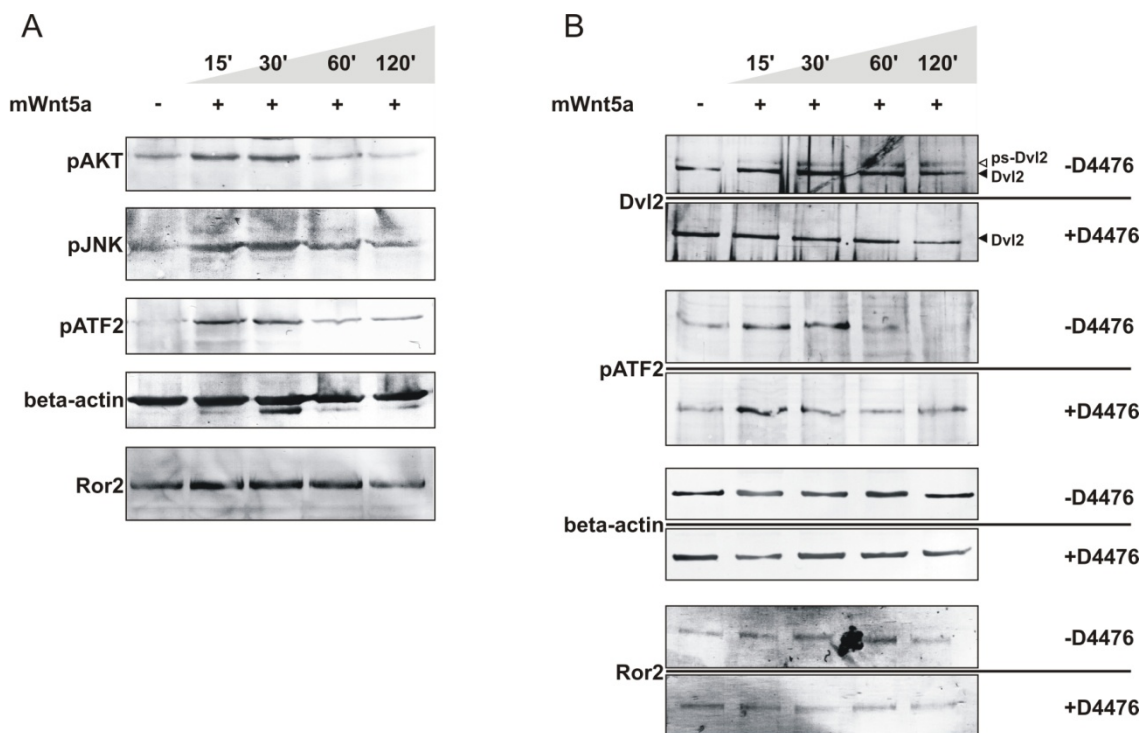 A
15' 30' 60' 120'
mWnt5a - + + + +
pAKT
pJNK
pATF2
beta-actin
Ror2
B
15' 30' 60' 120'
mWnt5a - + + + +
ps-Dvl2
Dvl2
-D4476
Dvl2
Dvl2
+D4476
-D4476
pATF2
+D4476
-D4476
beta-actin
+D4476
-D4476
Ror2
+D4476